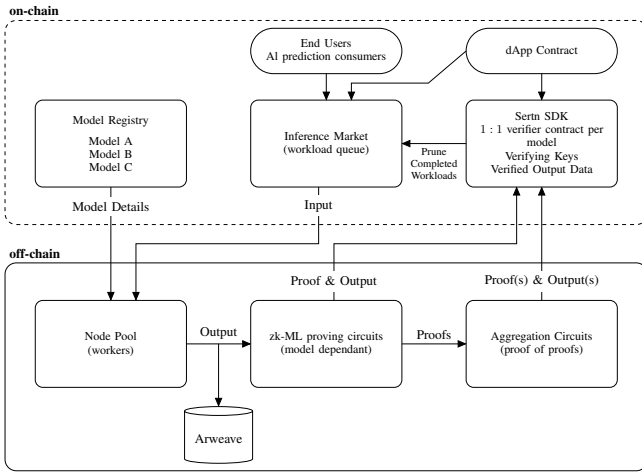 on-chain
End Users
AI prediction consumers
dApp Contract
Model Registry
Model A
Model B
Model C
Inference Market
(workload queue)
Sertn SDK
1 : 1 verifier contract per
model
Verifying Keys
Verified Output Data
Prune
Completed
Workloads
Model Details
Input
off-chain
Proof & Output
Proof(s) & Output(s)
Node Pool
(workers)
Output
zk-ML proving circuits
(model dependant)
Proofs
Aggregation Circuits
(proof of proofs)
Arweave